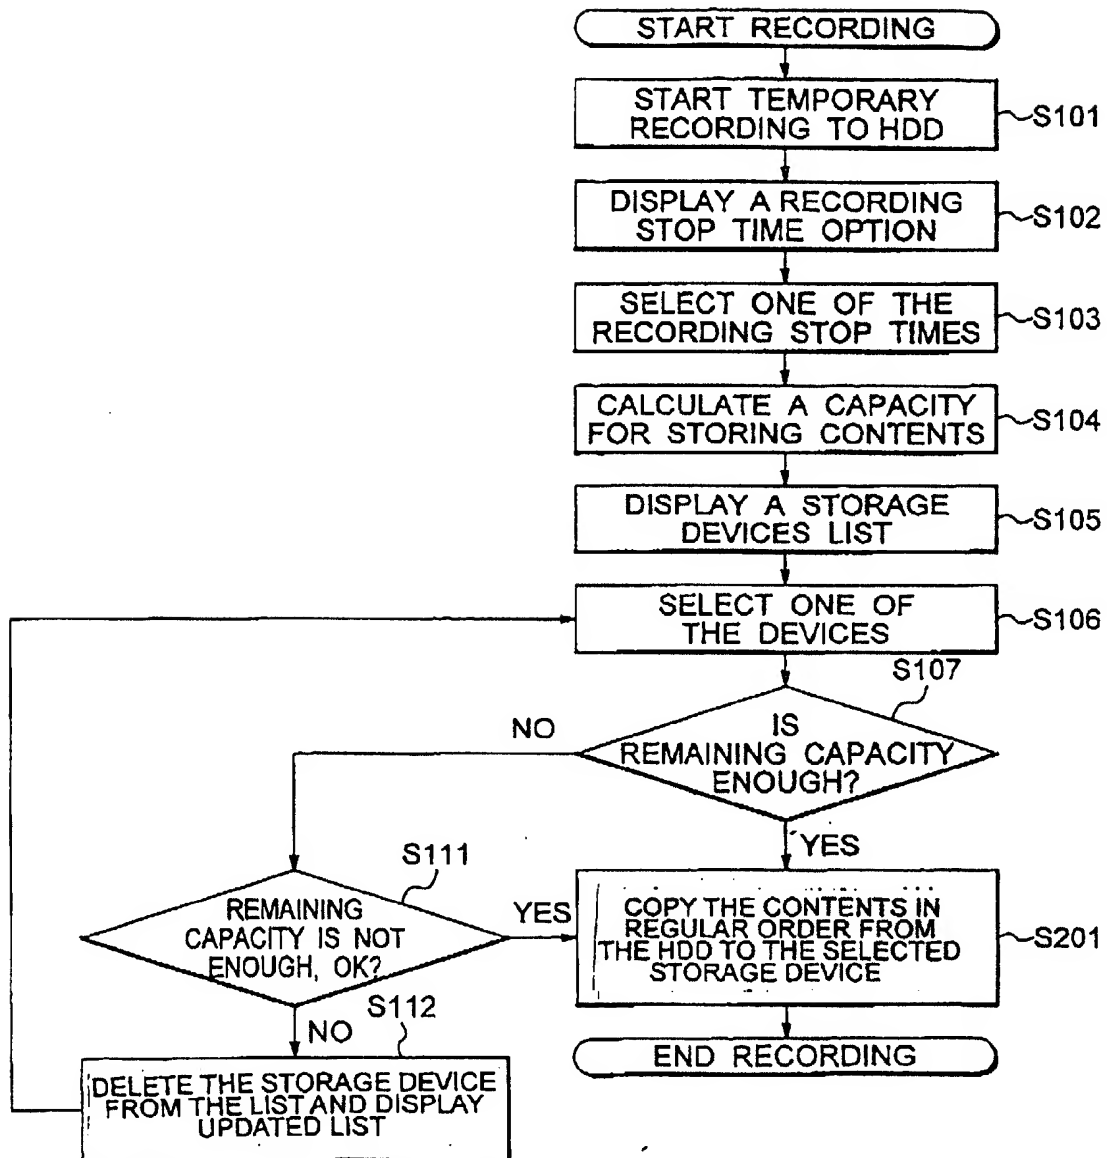 START RECORDING
START TEMPORARY
RECORDING TO HDD
S101
DISPLAY A RECORDING
STOP TIME OPTION
S102
SELECT ONE OF THE
RECORDING STOP TIMES
S103
CALCULATE A CAPACITY
FOR STORING CONTENTS
S104
DISPLAY A STORAGE
DEVICES LIST
S105
SELECT ONE OF
THE DEVICES
S106
S107
IS
REMAINING CAPACITY
ENOUGH?
NO
YES
S111
REMAINING
CAPACITY IS NOT
ENOUGH, OK?
YES
COPY THE CONTENTS IN
REGULAR ORDER FROM
THE HDD TO THE SELECTED
STORAGE DEVICE
S201
NO
S112
DELETE THE STORAGE DEVICE
FROM THE LIST AND DISPLAY
UPDATED LIST
END RECORDING